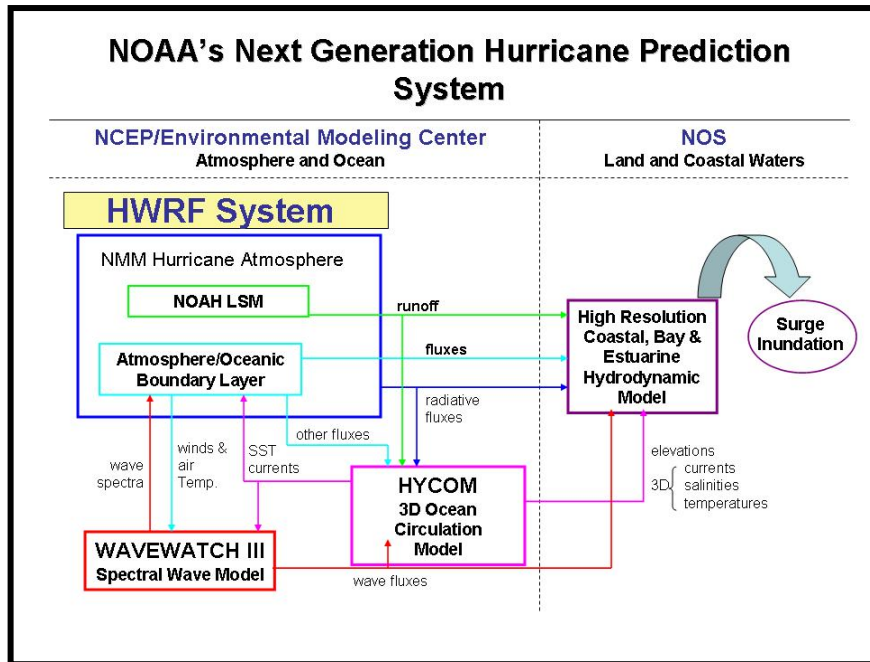 NOAA's Next Generation Hurricane Prediction
System
NCEP/Environmental Modeling Center
Atmosphere and Ocean
NOS
Land and Coastal Waters
HWRF System
NMM Hurricane Atmosphere
NOAH LSM
runoff
Atmosphere/Oceanic
Boundary Layer
fluxes
radiative
fluxes
High Resolution
Coastal, Bay &
Estuarine
Hydrodynamic
Model
Surge
Inundation
wave
spectra
winds &
air
Temp.
other fluxes
SST
currents
HYCOM
3D Ocean
Circulation
Model
elevations
currents
3D salinities
temperatures
WAVEWATCH III
Spectral Wave Model
wave fluxes